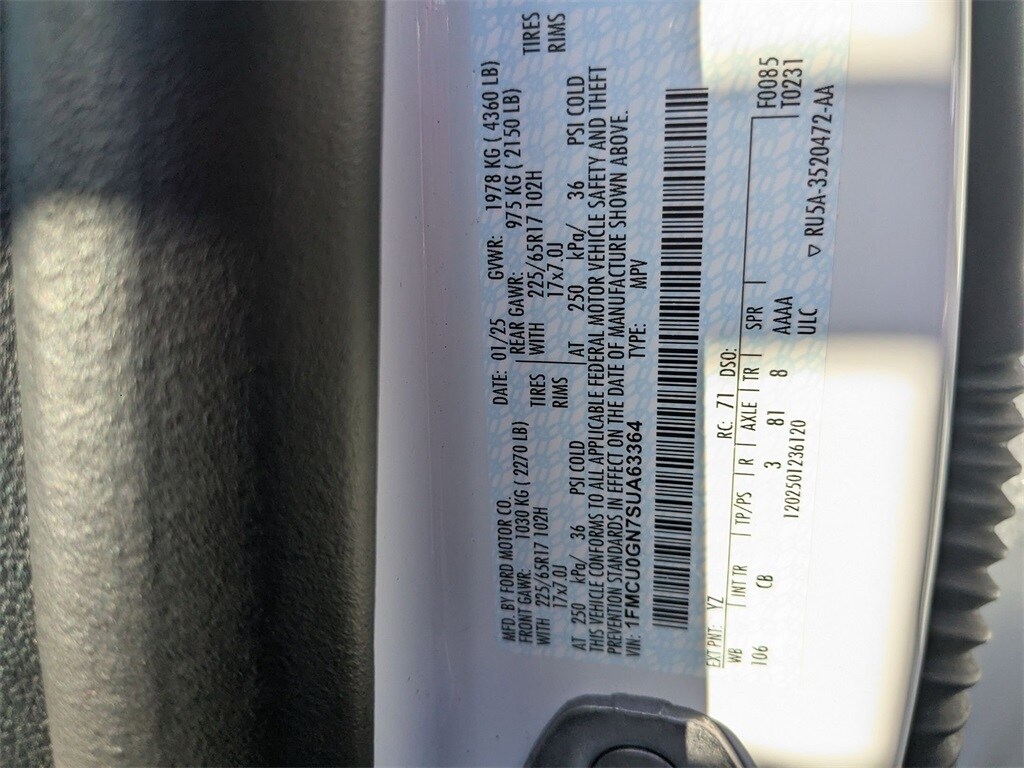 MFD. BY FORD MOTOR CO. DATE: 01/25 GVWR: 1978 KG ( 4360 LB)
FRONT GAWR: 1030 KG ( 2270 LB) REAR GAWR: 975 KG ( 2150 LB)
WITH 225/65R17 102H TIRES WITH 225/65R17 102H TIRES
17x7.0J RIMS 17x7.0J RIMS
AT 250 kPa/ 36 PSI COLD AT 250 kPa/ 36 PSI COLD
THIS VEHICLE CONFORMS TO ALL APPLICABLE FEDERAL MOTOR VEHICLE SAFETY AND THEFT
PREVENTION STANDARDS IN EFFECT ON THE DATE OF MANUFACTURE SHOWN ABOVE.
VIN: 1FMCU0GN7SUA63364 TYPE: MPV
EXT PNT: YZ RC: 71 DSO: F0085
WB INT TR TP/PS R AXLE TR SPR T0231
106 CB 3 81 8 AAAA
1202501236120 ULC ▽ RU5A-3520472-AA